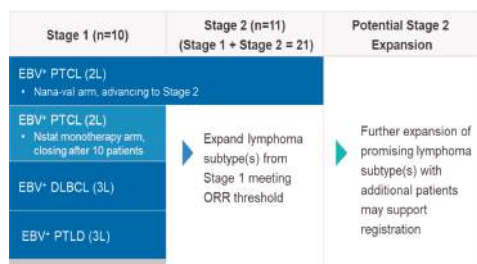 Stage 1 (n=10)
Stage 2 (n=11)
(Stage 1 + Stage 2 = 21)
Potential Stage 2
Expansion
EBV⁺ PTCL (2L)
• Nana-val arm, advancing to Stage 2
EBV⁺ PTCL (2L)
• Nstat monotherapy arm,
closing after 10 patients
EBV⁺ DLBCL (3L)
EBV⁺ PTLD (3L)
Expand lymphoma
subtype(s) from
Stage 1 meeting
ORR threshold
Further expansion of
promising lymphoma
subtype(s) with
additional patients
may support
registration